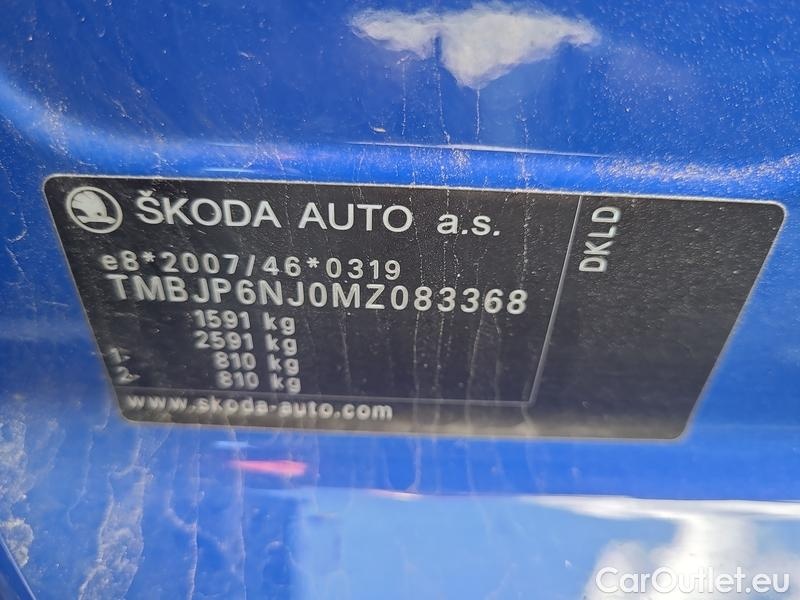 ŠKODA AUTO a.s.
e8*2007/46*0319
TMBJP6NJ0MZ083368
1591 kg
2591 kg
1- 810 kg
2- 810 kg
www.skoda-auto.com
DKLD
CarOutlet.eu